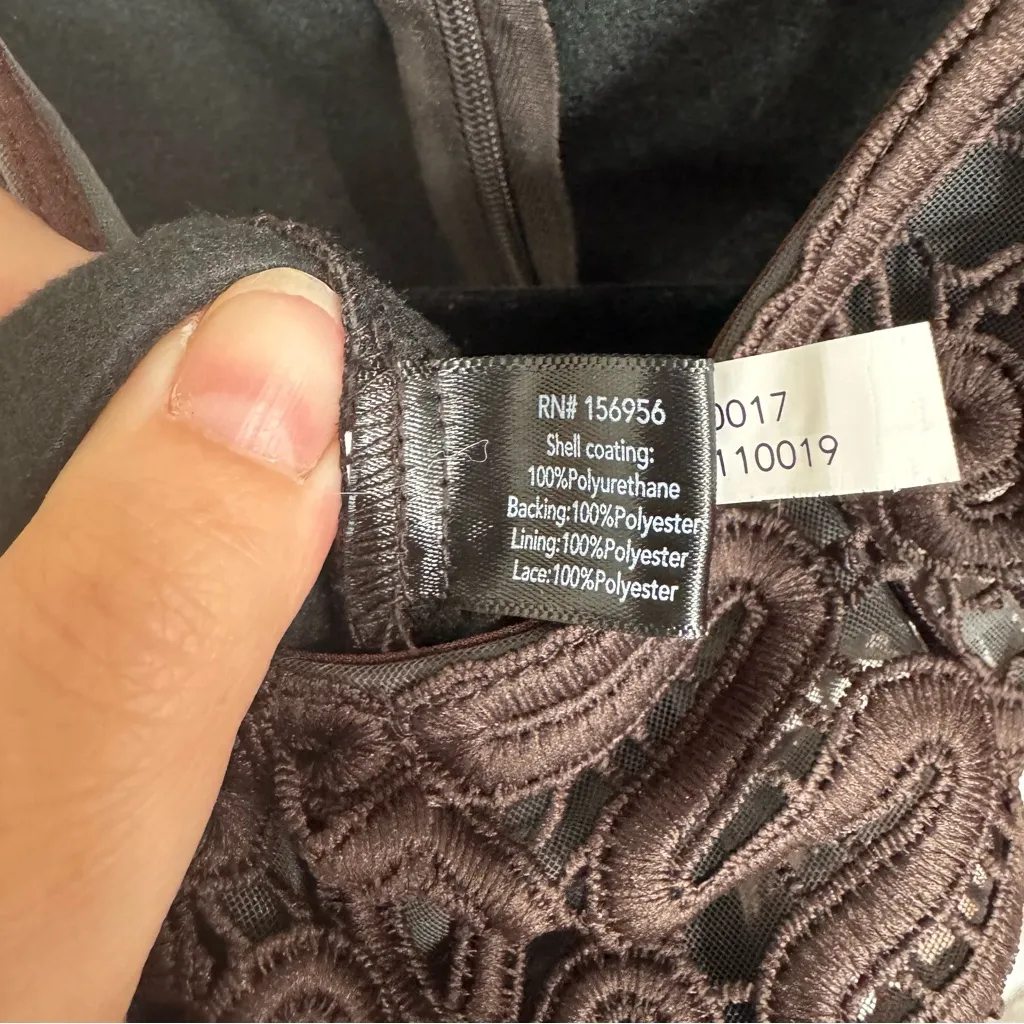 RN# 156956
Shell coating:
100%Polyurethane
Backing:100%Polyester
Lining:100%Polyester
Lace:100%Polyester
0017
110019